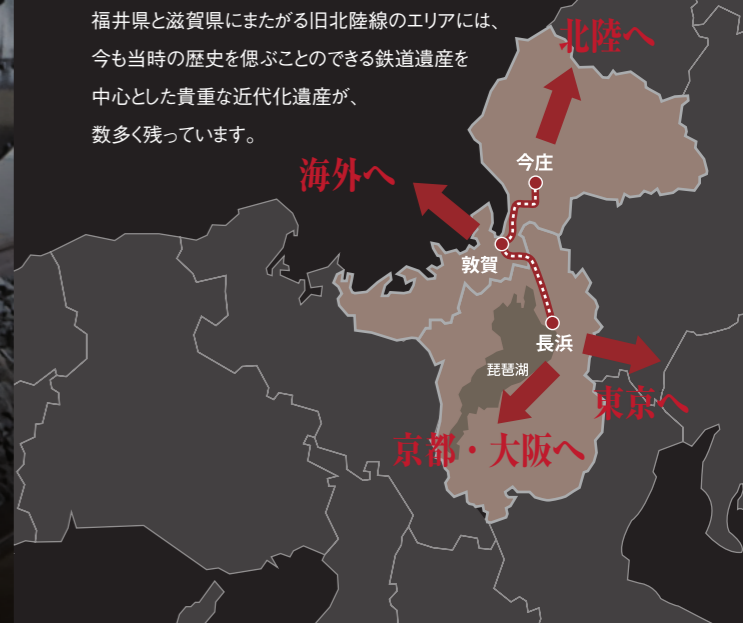 福井県と滋賀県にまたがる旧北陸線のエリアには、
今も当時の歴史を偲ぶことのできる鉄道遺産を
中心とした貴重な近代化遺産が、
数多く残っています。
北陸へ
今庄
海外へ
敦賀
長浜
琵琶湖
東京へ
京都・大阪へ